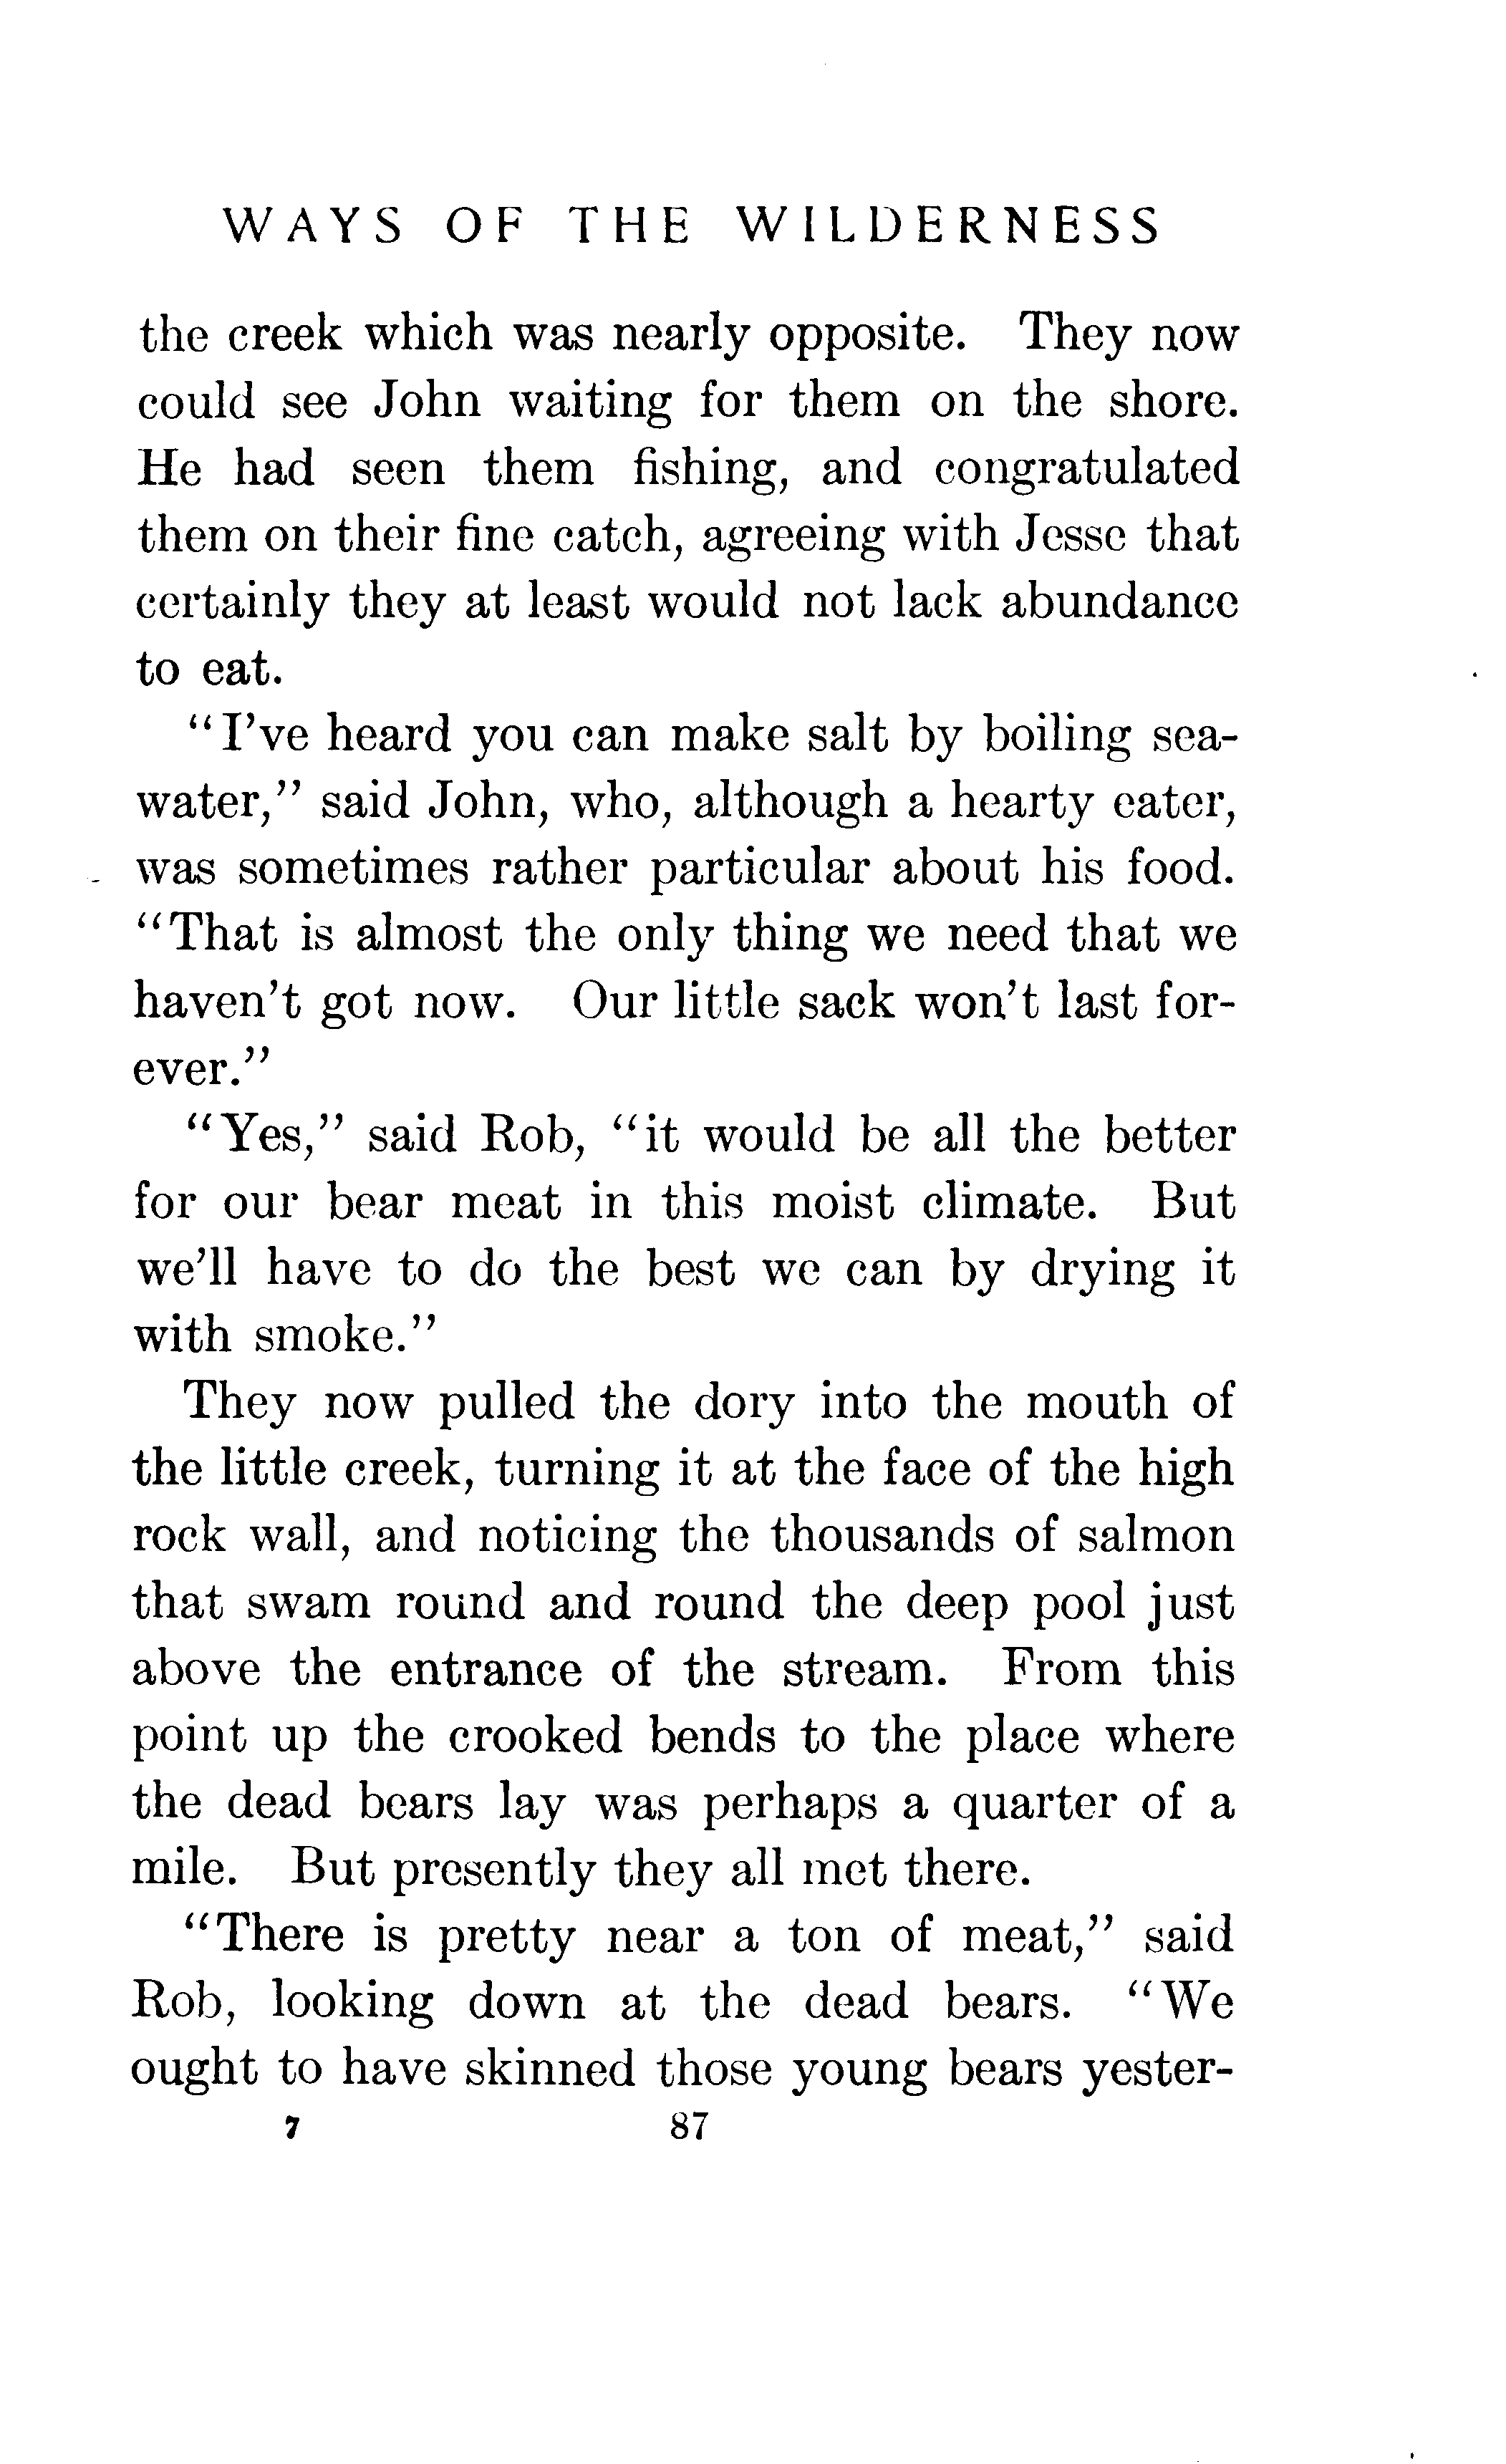 WAYS OF THE WILDERNESS
the creek which was nearly opposite. They now
could see John waiting for them on the shore.
He had seen them fishing, and congratulated
them on their fine catch, agreeing with Jesse that
certainly they at least would not lack abundance
to eat.
"I've heard you can make salt by boiling sea-
water," said John, who, although a hearty eater,
was sometimes rather particular about his food.
"That is almost the only thing we need that we
haven't got now. Our little sack won't last for-
ever."
"Yes," said Rob, "it would be all the better
for our bear meat in this moist climate. But
we'll have to do the best we can by drying it
with smoke."
They now pulled the dory into the mouth of
the little creek, turning it at the face of the high
rock wall, and noticing the thousands of salmon
that swam round and round the deep pool just
above the entrance of the stream. From this
point up the crooked bends to the place where
the dead bears lay was perhaps a quarter of a
mile. But presently they all met there.
"There is pretty near a ton of meat," said
Rob, looking down at the dead bears. "We
ought to have skinned those young bears yester-
7 87